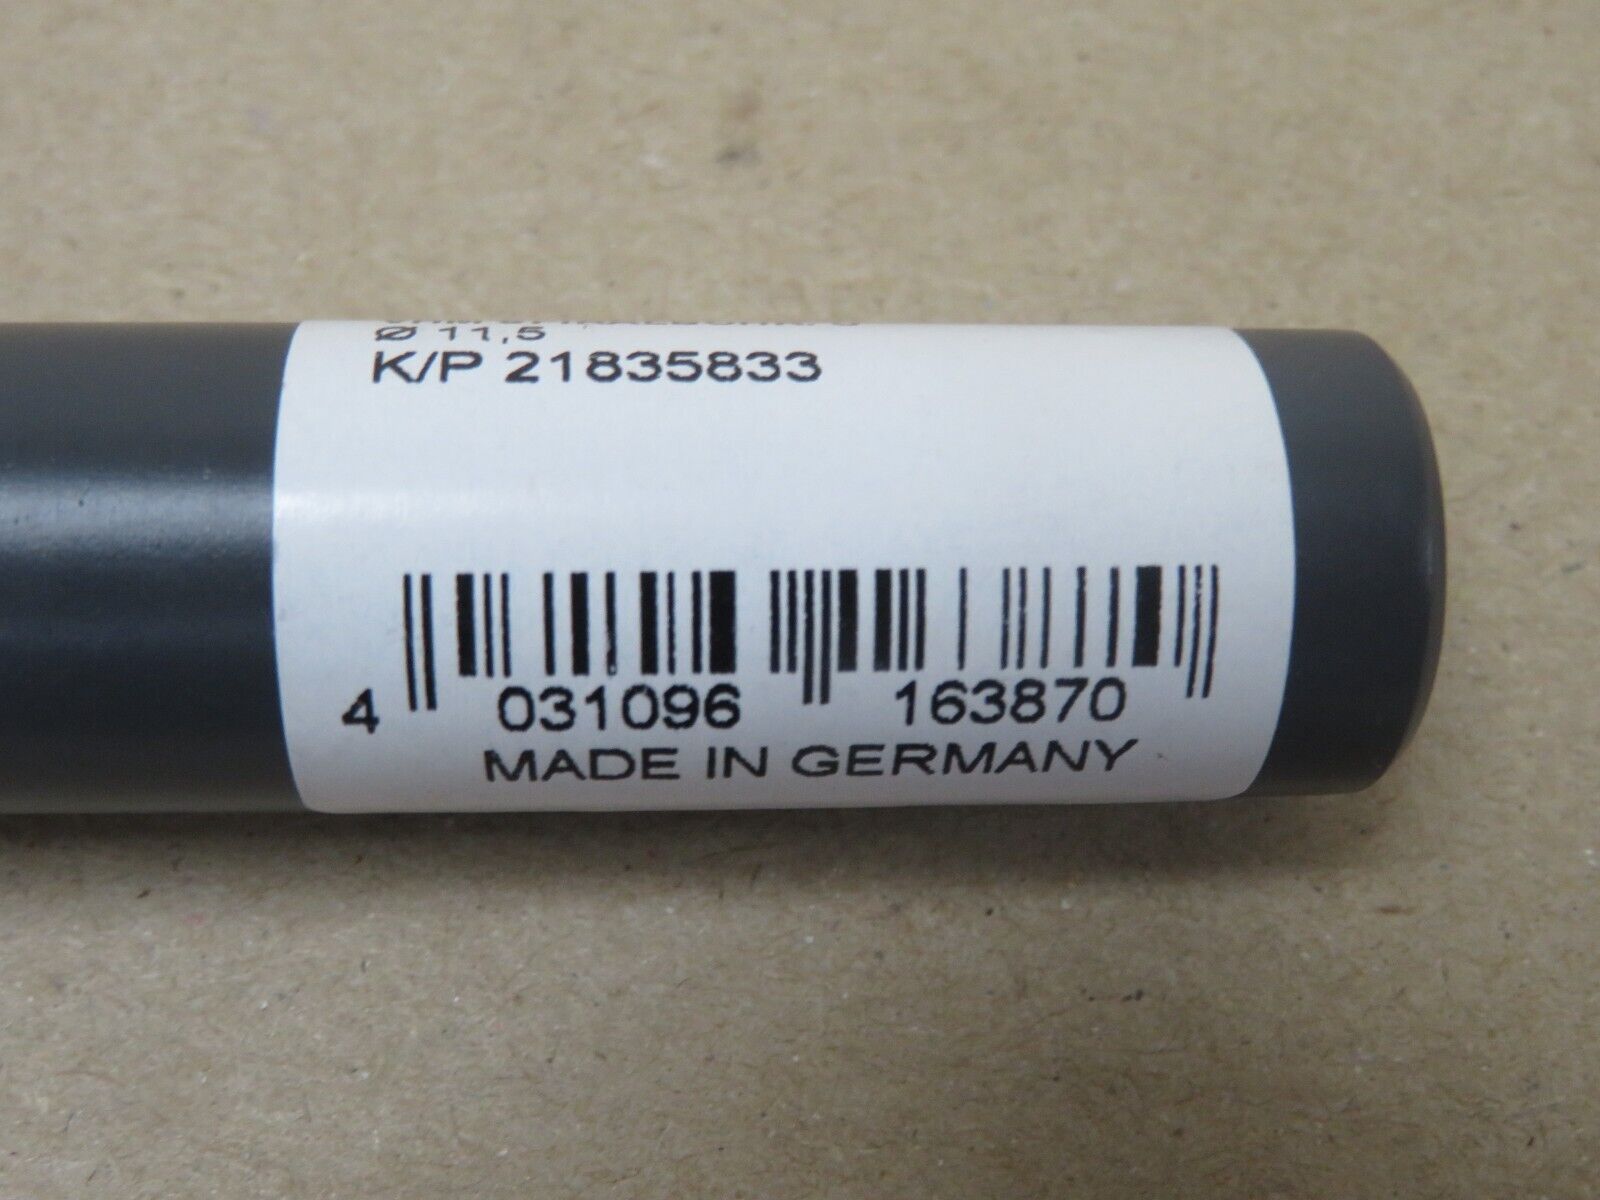 Ø 11,5
K/P 21835833
4 031096 163870
MADE IN GERMANY